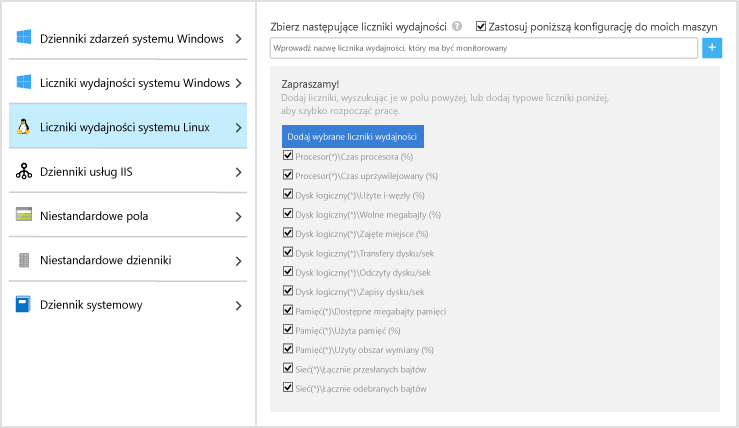 Dzienniki zdarzeń systemu Windows
Liczniki wydajności systemu Windows
Liczniki wydajności systemu Linux
Dzienniki usług IIS
Niestandardowe pola
Niestandardowe dzienniki
Dziennik systemowy
Zbierz następujące liczniki wydajności
?
Zastosuj poniższą konfigurację do moich maszyn
Wprowadź nazwę licznika wydajności, który ma być monitorowany
+
Zapraszamy!
Dodaj liczniki, wyszukując je w polu powyżej, lub dodaj typowe liczniki poniżej,
aby szybko rozpocząć pracę.
Dodaj wybrane liczniki wydajności
Procesor(*)\Czas procesora (%)
Procesor(*)\Czas uprzywilejowany (%)
Dysk logiczny(*)\Użyte i-węzły (%)
Dysk logiczny(*)\Wolne megabajty (%)
Dysk logiczny(*)\Zajęte miejsce (%)
Dysk logiczny(*)\Transfery dysku/sek
Dysk logiczny(*)\Odczyty dysku/sek
Dysk logiczny(*)\Zapisy dysku/sek
Pamięć(*)\Dostępne megabajty pamięci
Pamięć(*)\Użyta pamięć (%)
Pamięć(*)\Użyty obszar wymiany (%)
Sieć(*)\Łącznie przesłanych bajtów
Sieć(*)\Łącznie odebranych bajtów